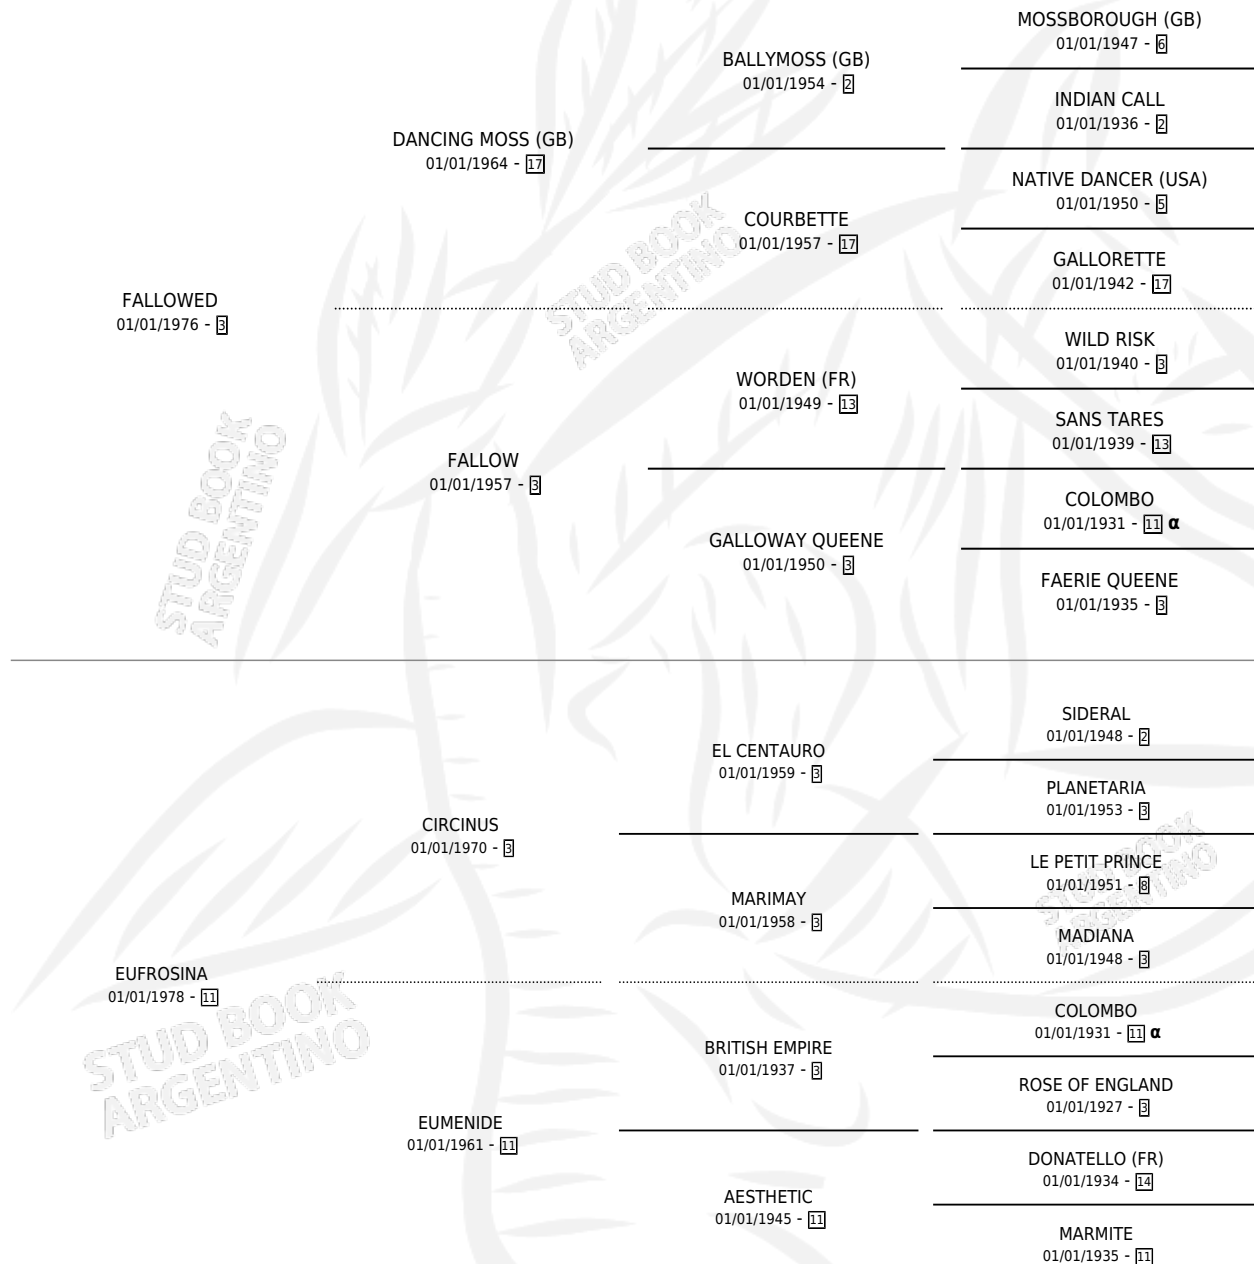 MOSSBOROUGH (GB)
01/01/1947 - 6
BALLYMOSS (GB)
01/01/1954 - 2
INDIAN CALL
01/01/1936 - 2
DANCING MOSS (GB)
01/01/1964 - 17
NATIVE DANCER (USA)
01/01/1950 - 5
COURBETTE
01/01/1957 - 17
GALLORETTE
01/01/1942 - 17
FALLOWED
01/01/1976 - 3
WILD RISK
01/01/1940 - 3
WORDEN (FR)
01/01/1949 - 13
SANS TARES
01/01/1939 - 13
FALLOW
01/01/1957 - 3
COLOMBO
01/01/1931 - 11 α
GALLOWAY QUEENE
01/01/1950 - 3
FAERIE QUEENE
01/01/1935 - 3
SIDERAL
01/01/1948 - 2
EL CENTAURO
01/01/1959 - 3
PLANETARIA
01/01/1953 - 3
CIRCINUS
01/01/1970 - 3
LE PETIT PRINCE
01/01/1951 - 8
MARIMAY
01/01/1958 - 3
MADIANA
01/01/1948 - 3
EUFROSINA
01/01/1978 - 11
COLOMBO
01/01/1931 - 11 α
BRITISH EMPIRE
01/01/1937 - 3
ROSE OF ENGLAND
01/01/1927 - 3
EUMENIDE
01/01/1961 - 11
DONATELLO (FR)
01/01/1934 - 14
AESTHETIC
01/01/1945 - 11
MARMITE
01/01/1935 - 11
STUD BOOK
ARGENTINO
STUD BOOK
ARGENTINO
STUD BOOK
ARGENTINO
STUD BOOK
ARGENTINO